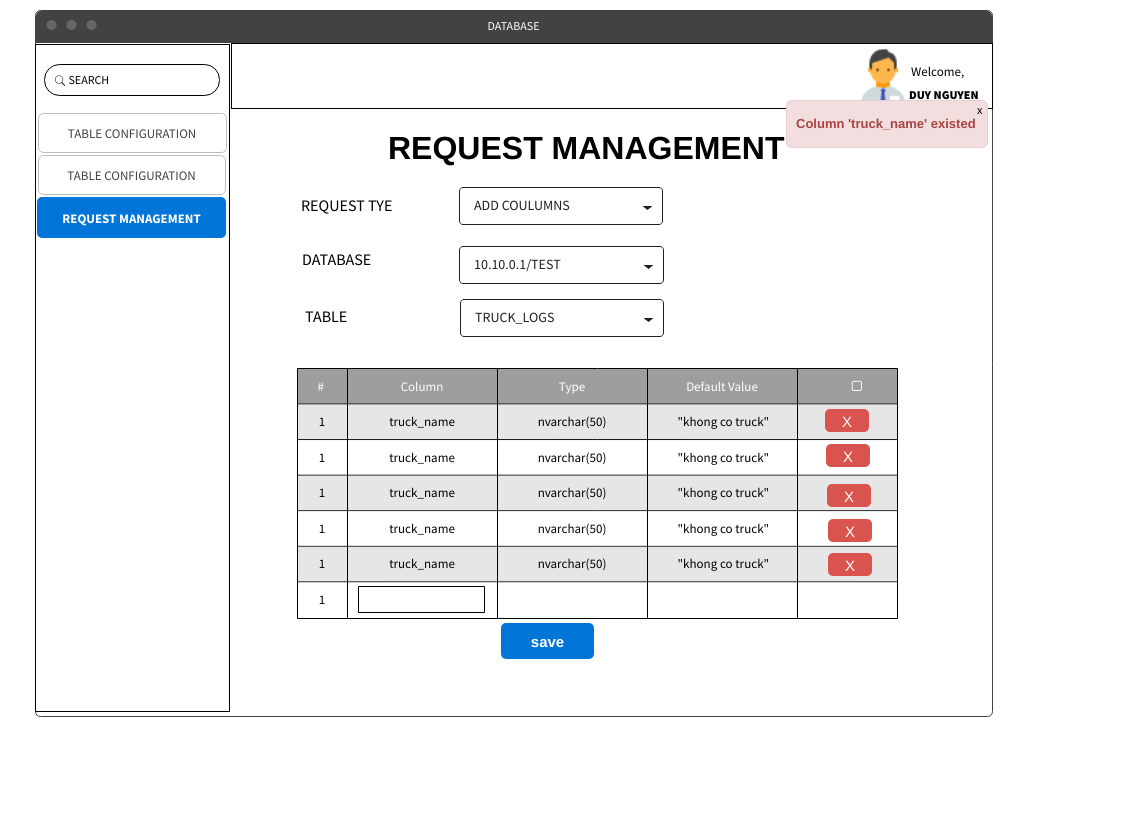 DATABASE
SEARCH
Welcome,
DUY NGUYEN
x
Column 'truck_name' existed
TABLE CONFIGURATION
TABLE CONFIGURATION
REQUEST MANAGEMENT
REQUEST MANAGEMENT
REQUEST TYE
ADD COULUMNS
DATABASE
10.10.0.1/TEST
TABLE
TRUCK_LOGS
# Column Type Default Value
1 truck_name nvarchar(50) "khong co truck" X
1 truck_name nvarchar(50) "khong co truck" X
1 truck_name nvarchar(50) "khong co truck" X
1 truck_name nvarchar(50) "khong co truck" X
1 truck_name nvarchar(50) "khong co truck" X
1
save